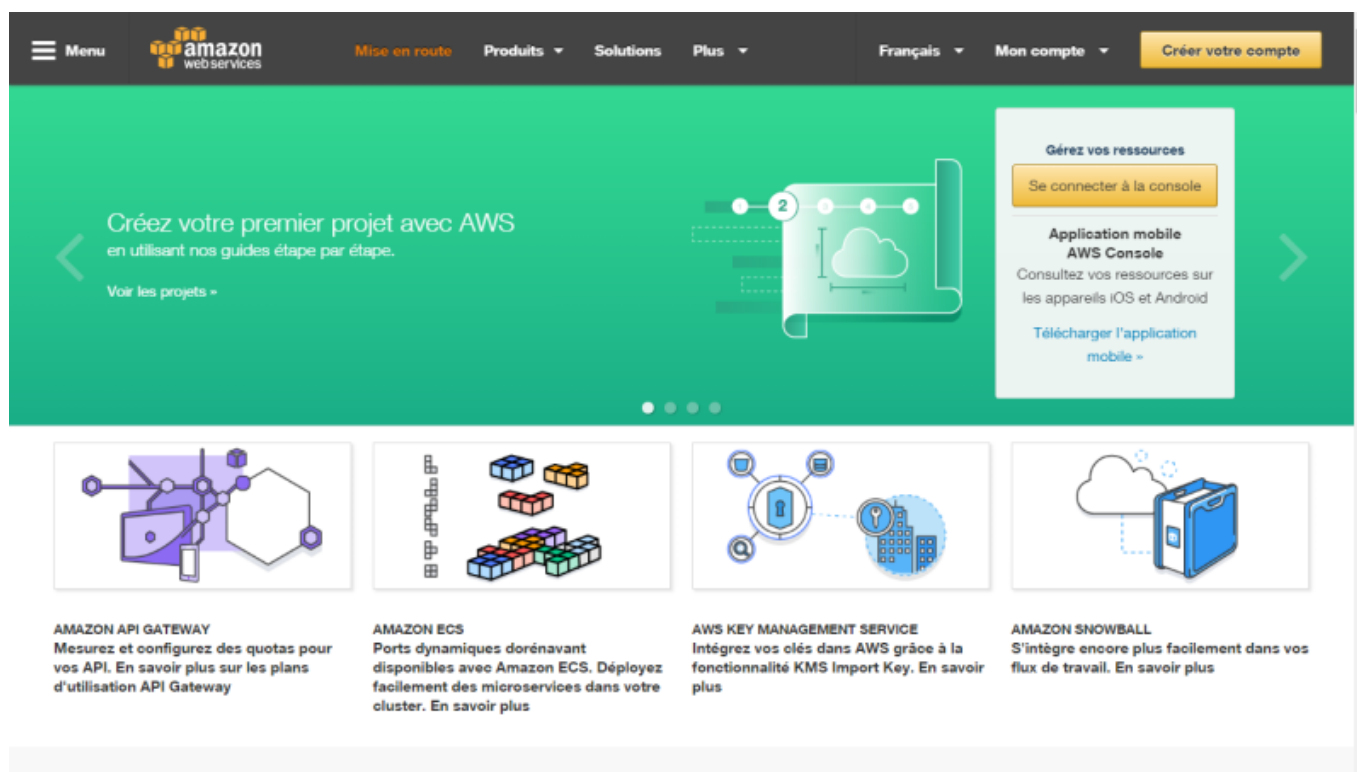 Menu
amazon
webservices
Mise en route
Produits
Solutions
Plus
Français
Mon compte
Créer votre compte
Créez votre premier projet avec AWS
en utilisant nos guides étape par étape.
Voir les projets »
2
Gérez vos ressources
Se connecter à la console
Application mobile
AWS Console
Consultez vos ressources sur
les appareils iOS et Android
Télécharger l'application
mobile »
AMAZON API GATEWAY
Mesurez et configurez des quotas pour
vos API. En savoir plus sur les plans
d'utilisation API Gateway
AMAZON ECS
Ports dynamiques dorénavant
disponibles avec Amazon ECS. Déployez
facilement des microservices dans votre
cluster. En savoir plus
AWS KEY MANAGEMENT SERVICE
Intégrez vos clés dans AWS grâce à la
fonctionnalité KMS Import Key. En savoir
plus
AMAZON SNOWBALL
S'intègre encore plus facilement dans vos
flux de travail. En savoir plus